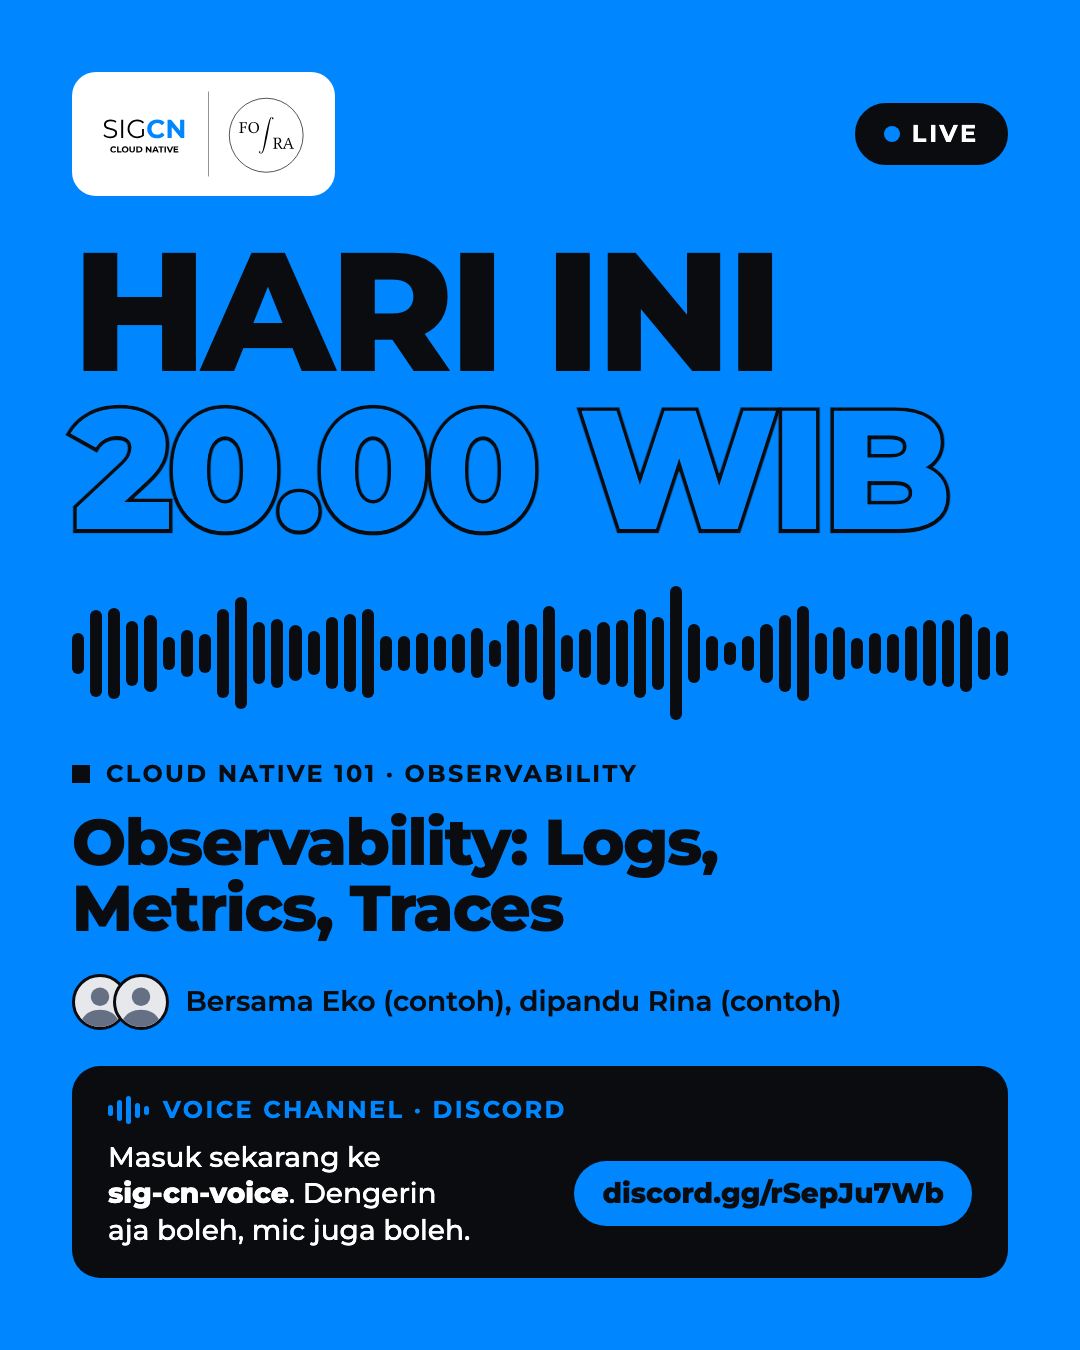 SIGCN
CLOUD NATIVE
FO
RA
LIVE
HARI INI
20.00 WIB
CLOUD NATIVE 101 · OBSERVABILITY
Observability: Logs,
Metrics, Traces
Bersama Eko (contoh), dipandu Rina (contoh)
VOICE CHANNEL · DISCORD
Masuk sekarang ke
sig-cn-voice. Dengerin
aja boleh, mic juga boleh.
discord.gg/rSepJu7Wb